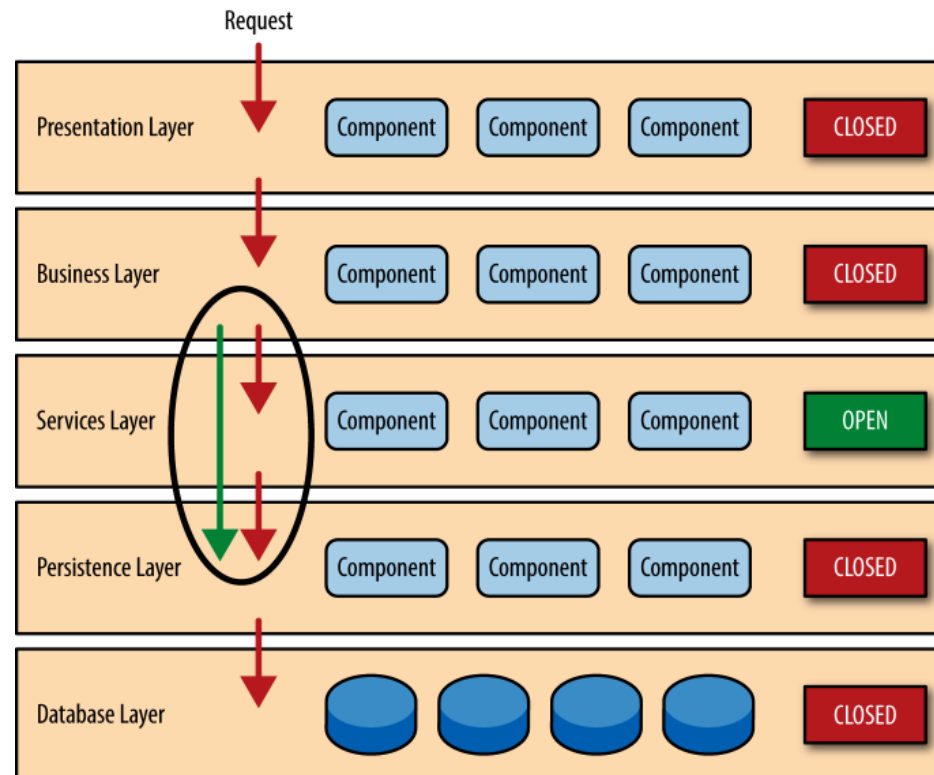 Request
Presentation Layer Component Component Component CLOSED
Business Layer Component Component Component CLOSED
Services Layer Component Component Component OPEN
Persistence Layer Component Component Component CLOSED
Database Layer CLOSED